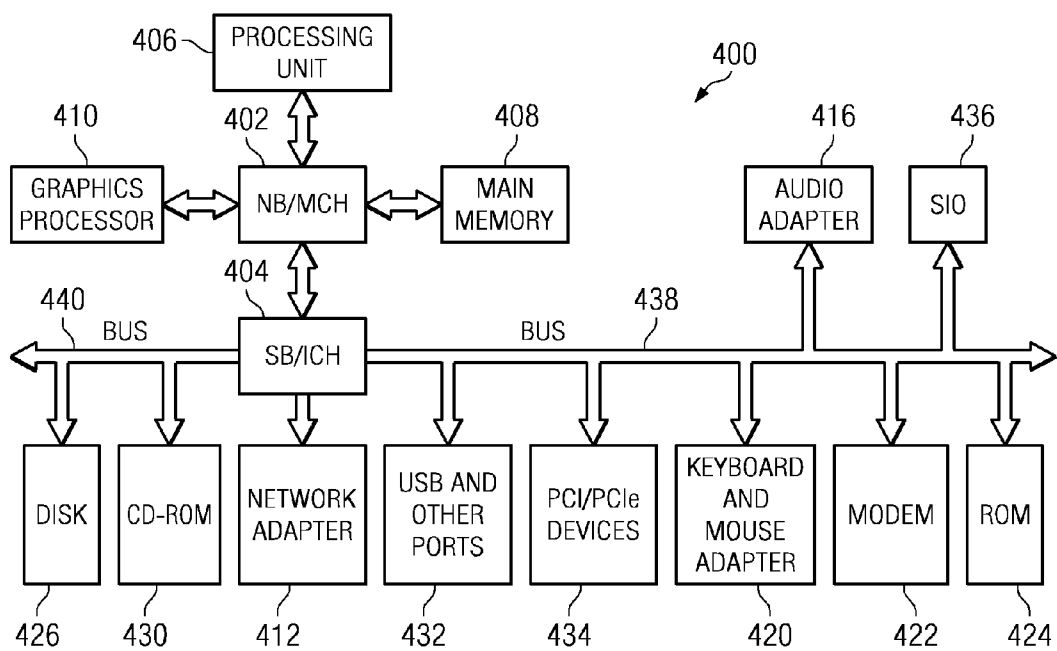 406
PROCESSING
UNIT
400
410
402
408
416
436
GRAPHICS
PROCESSOR
NB/MCH
MAIN
MEMORY
AUDIO
ADAPTER
SIO
404
440
BUS
SB/ICH
BUS
438
DISK
CD-ROM
NETWORK
ADAPTER
USB AND
OTHER
PORTS
PCI/PCIe
DEVICES
KEYBOARD
AND
MOUSE
ADAPTER
MODEM
ROM
426
430
412
432
434
420
422
424